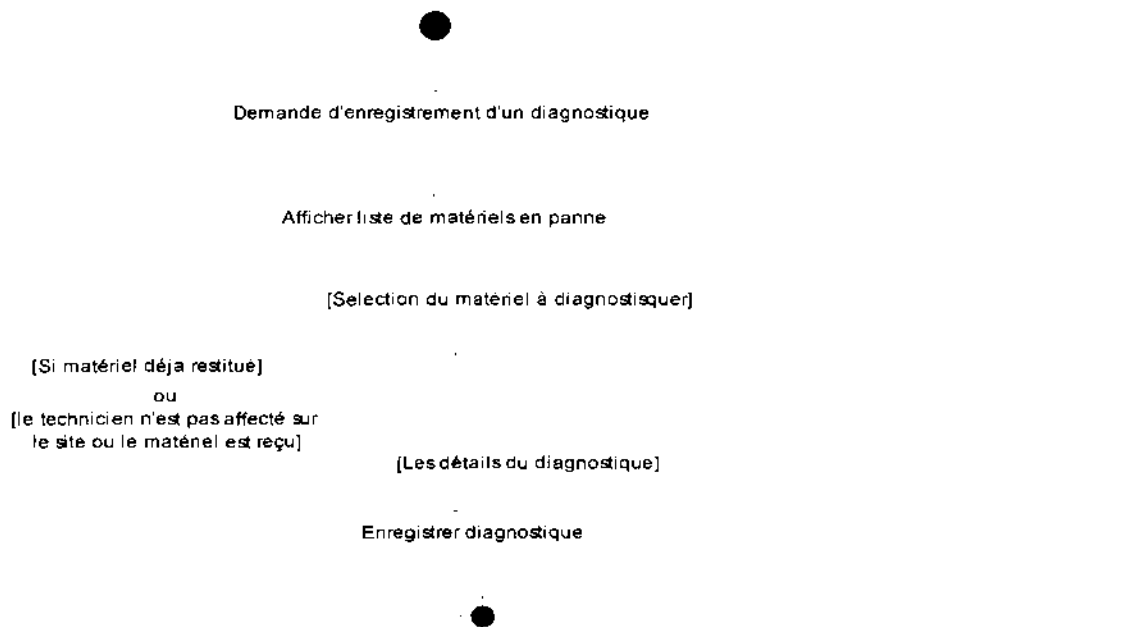 Demande d'enregistrement d'un diagnostique
Afficher liste de matériels en panne
[Selection du matériel à diagnostisquer]
[Si matériel déja restitué]
ou
[le technicien n'est pas affecté sur
le site ou le matériel est reçu]
[Les détails du diagnostique]
Enregistrer diagnostique